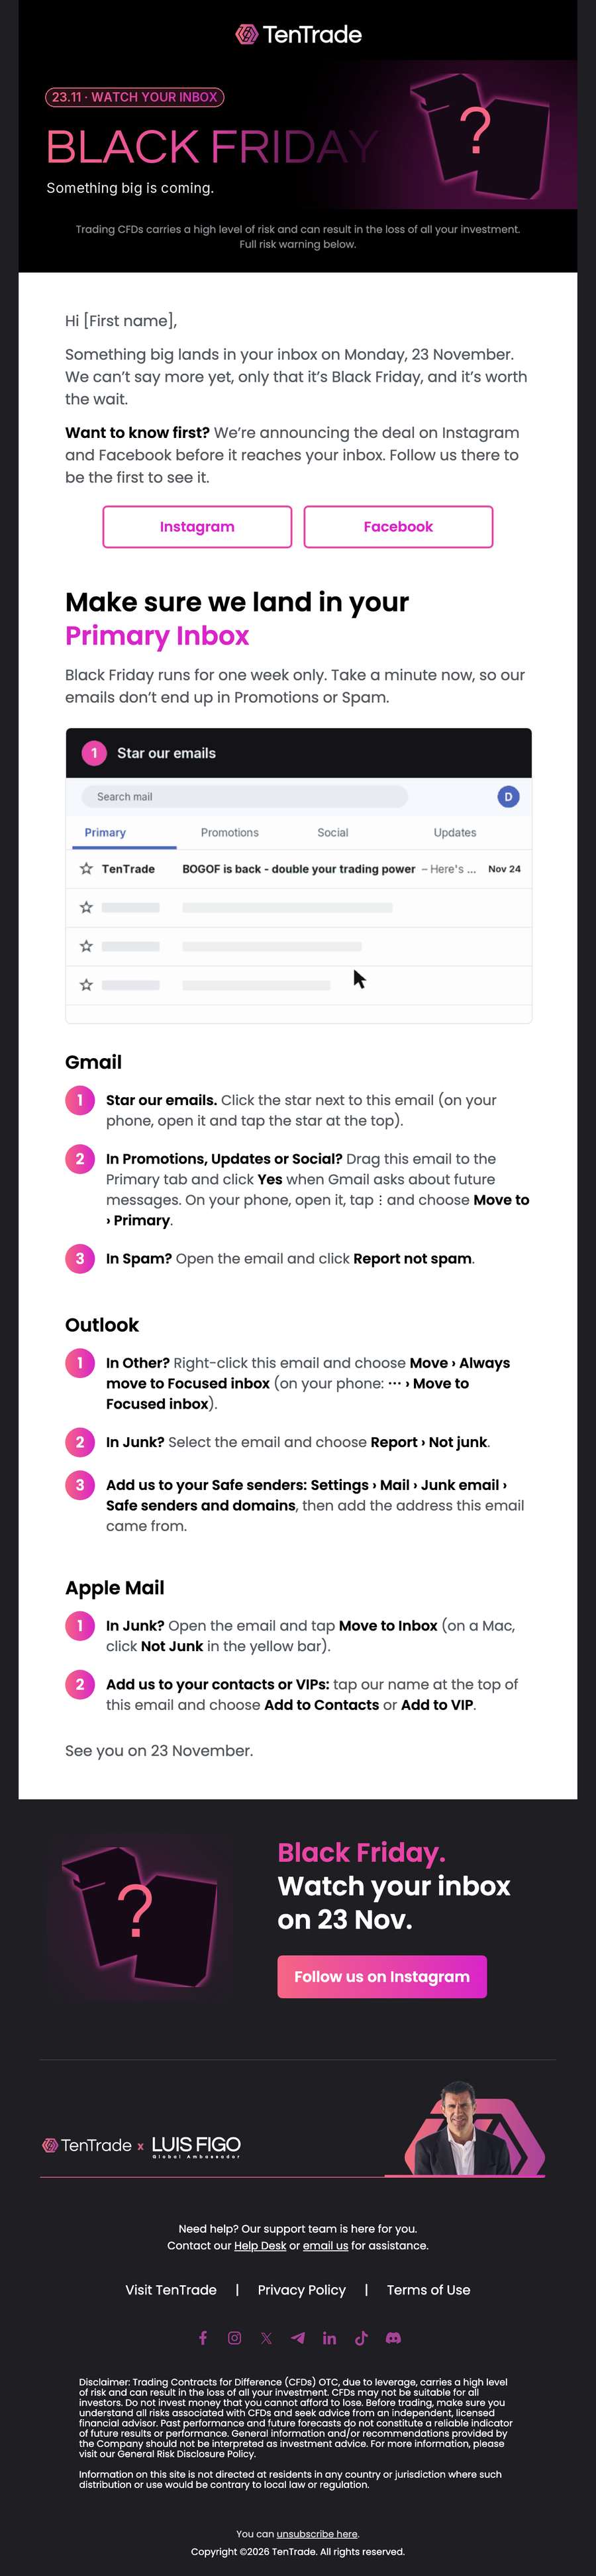 TenTrade
23.11 · WATCH YOUR INBOX
BLACK FRIDAY
?
Something big is coming.
Trading CFDs carries a high level of risk and can result in the loss of all your investment.
Full risk warning below.
Hi [First name],
Something big lands in your inbox on Monday, 23 November.
We can't say more yet, only that it's Black Friday, and it's worth
the wait.
Want to know first? We're announcing the deal on Instagram
and Facebook before it reaches your inbox. Follow us there to
be the first to see it.
Instagram
Facebook
Make sure we land in your
Primary Inbox
Black Friday runs for one week only. Take a minute now, so our
emails don't end up in Promotions or Spam.
1 Star our emails
Search mail
D
Primary Promotions Social Updates
TenTrade BOGOF is back - double your trading power – Here's ... Nov 24
Gmail
1 Star our emails. Click the star next to this email (on your
phone, open it and tap the star at the top).
2 In Promotions, Updates or Social? Drag this email to the
Primary tab and click Yes when Gmail asks about future
messages. On your phone, open it, tap ⋮ and choose Move to
› Primary.
3 In Spam? Open the email and click Report not spam.
Outlook
1 In Other? Right-click this email and choose Move › Always
move to Focused inbox (on your phone: ··· › Move to
Focused inbox).
2 In Junk? Select the email and choose Report › Not junk.
3 Add us to your Safe senders: Settings › Mail › Junk email ›
Safe senders and domains, then add the address this email
came from.
Apple Mail
1 In Junk? Open the email and tap Move to Inbox (on a Mac,
click Not Junk in the yellow bar).
2 Add us to your contacts or VIPs: tap our name at the top of
this email and choose Add to Contacts or Add to VIP.
See you on 23 November.
?
Black Friday.
Watch your inbox
on 23 Nov.
Follow us on Instagram
TenTrade x LUIS FIGO
Global Ambassador
Need help? Our support team is here for you.
Contact our Help Desk or email us for assistance.
Visit TenTrade | Privacy Policy | Terms of Use
Disclaimer: Trading Contracts for Difference (CFDs) OTC, due to leverage, carries a high level
of risk and can result in the loss of all your investment. CFDs may not be suitable for all
investors. Do not invest money that you cannot afford to lose. Before trading, make sure you
understand all risks associated with CFDs and seek advice from an independent, licensed
financial advisor. Past performance and future forecasts do not constitute a reliable indicator
of future results or performance. General information and/or recommendations provided by
the Company should not be interpreted as investment advice. For more information, please
visit our General Risk Disclosure Policy.
Information on this site is not directed at residents in any country or jurisdiction where such
distribution or use would be contrary to local law or regulation.
You can unsubscribe here.
Copyright ©2026 TenTrade. All rights reserved.